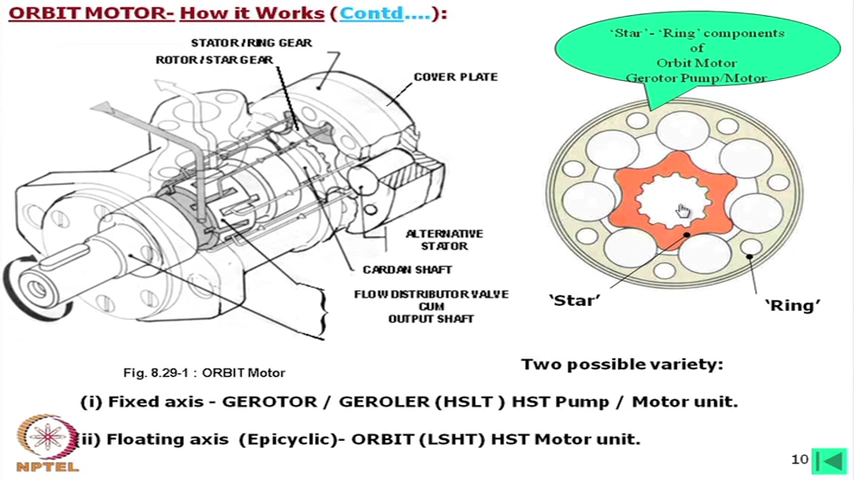 ORBIT MOTOR- How it Works (Contd....):
STATOR/RING GEAR
ROTOR/STAR GEAR
COVER PLATE
ALTERNATIVE
STATOR
CARDAN SHAFT
FLOW DISTRIBUTOR VALVE
CUM
OUTPUT SHAFT
Fig. 8.29-1 : ORBIT Motor
'Star'- 'Ring' components
of
Orbit Motor
Gerotor Pump/Motor
'Star'
'Ring'
Two possible variety:
(i) Fixed axis - GEROTOR / GEROLER (HSLT ) HST Pump / Motor unit.
(ii) Floating axis (Epicyclic)- ORBIT (LSHT) HST Motor unit.
NPTEL
10